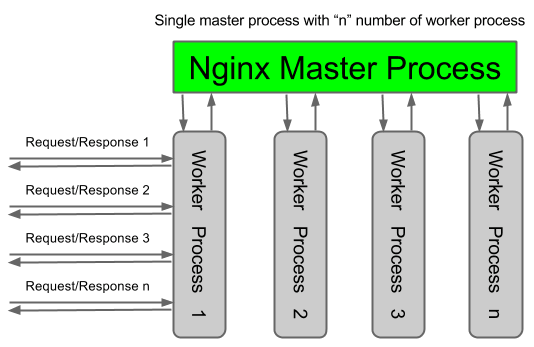 Single master process with “n” number of worker process
Nginx Master Process
Request/Response 1
Request/Response 2
Request/Response 3
Request/Response n
Worker Process 1
Worker Process 2
Worker Process 3
Worker Process n